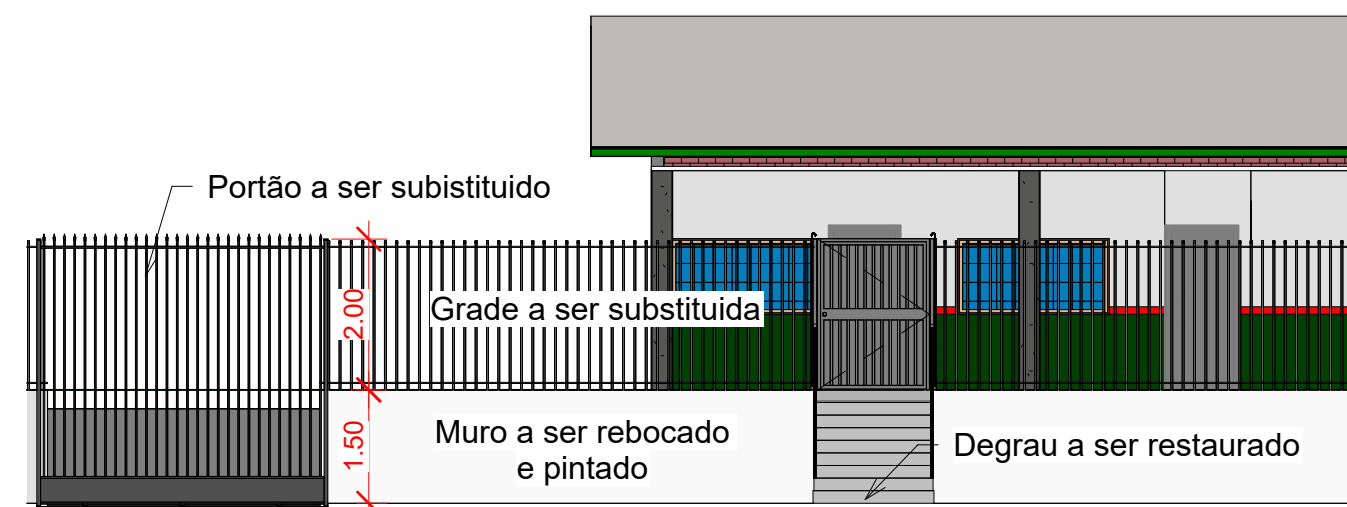 Portão a ser subistituido
2.00
Grade a ser substituida
1.50
Muro a ser rebocado
e pintado
Degrau a ser restaurado